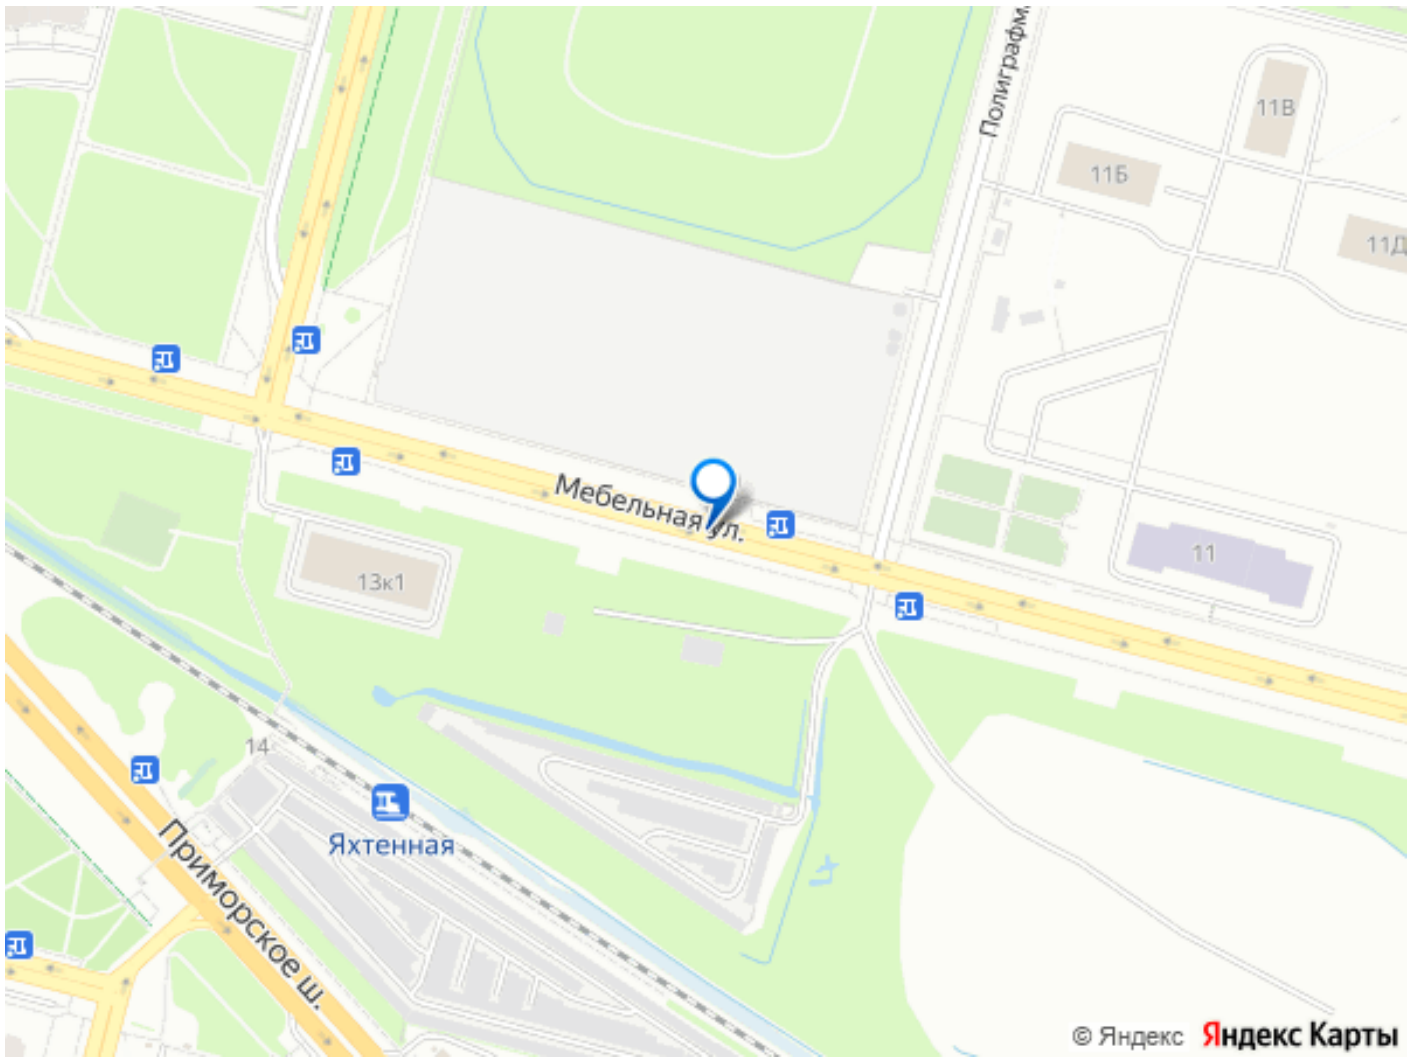 Полиграфм
11В
11Б
11Д
Мебельная ул.
11
13к1
14
Яхтенная
Приморское ш.
© Яндекс Яндекс Карты